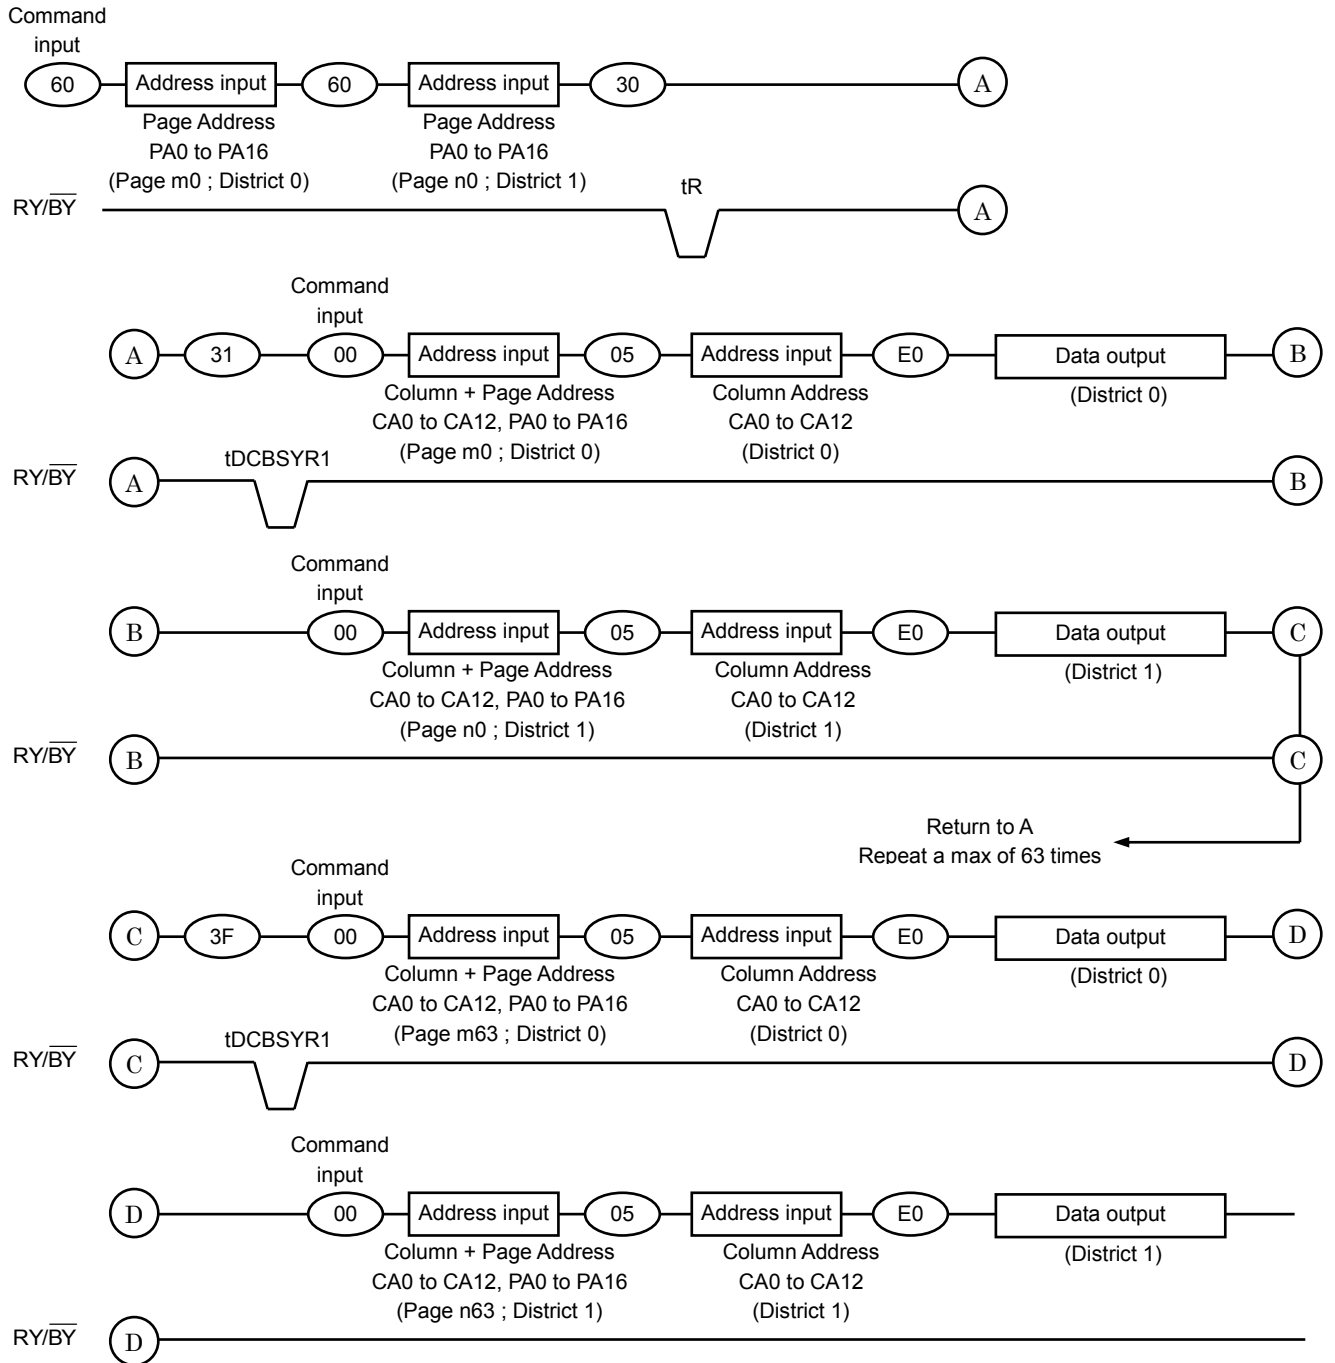 Command
input
60 Address input 60 Address input 30 A
Page Address Page Address
PA0 to PA16 PA0 to PA16
(Page m0 ; District 0) (Page n0 ; District 1)
tR
RY/BY A
Command
input
A 31 00 Address input 05 Address input E0 Data output B
Column + Page Address Column Address (District 0)
CA0 to CA12, PA0 to PA16 CA0 to CA12
(Page m0 ; District 0) (District 0)
tDCBSYR1
RY/BY A B
Command
input
B 00 Address input 05 Address input E0 Data output C
Column + Page Address Column Address (District 1)
CA0 to CA12, PA0 to PA16 CA0 to CA12
(Page n0 ; District 1) (District 1)
RY/BY B C
Return to A
Repeat a max of 63 times
Command
input
C 3F 00 Address input 05 Address input E0 Data output D
Column + Page Address Column Address (District 0)
CA0 to CA12, PA0 to PA16 CA0 to CA12
(Page m63 ; District 0) (District 0)
tDCBSYR1
RY/BY C D
Command
input
D 00 Address input 05 Address input E0 Data output
Column + Page Address Column Address (District 1)
CA0 to CA12, PA0 to PA16 CA0 to CA12
(Page n63 ; District 1) (District 1)
RY/BY D